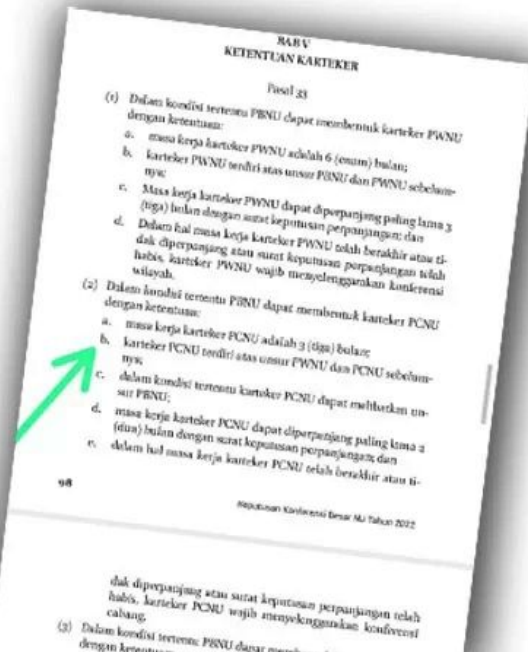 BAB V
KETENTUAN KARTEKER
Pasal 33
(1) Dalam kondisi tertentu PBNU dapat membentuk karteker PWNU
dengan ketentuan:
a. masa kerja karteker PWNU adalah 6 (enam) bulan;
b. karteker PWNU terdiri atas unsur PBNU dan PWNU sebelum-
nya;
c. Masa kerja karteker PWNU dapat diperpanjang paling lama 3
(tiga) bulan dengan surat keputusan perpanjangan; dan
d. Dalam hal masa kerja karteker PWNU telah berakhir atau ti-
dak diperpanjang atau surat keputusan perpanjangan telah
habis, karteker PWNU wajib menyelenggarakan konferensi
wilayah.
(2) Dalam kondisi tertentu PBNU dapat membentuk karteker PCNU
dengan ketentuan:
a. masa kerja karteker PCNU adalah 3 (tiga) bulan;
b. karteker PCNU terdiri atas unsur PWNU dan PCNU sebelum-
nya;
c. dalam kondisi tertentu karteker PCNU dapat melibatkan un-
sur PBNU;
d. masa kerja karteker PCNU dapat diperpanjang paling lama 2
(dua) bulan dengan surat keputusan perpanjangan; dan
e. dalam hal masa kerja karteker PCNU telah berakhir atau ti-
98
Keputusan Konferensi Besar NU Tahun 2022
dak diperpanjang atau surat keputusan perpanjangan telah
habis, karteker PCNU wajib menyelenggarakan konferensi
cabang.
(3) Dalam kondisi tertentu PBNU dapat
dengan